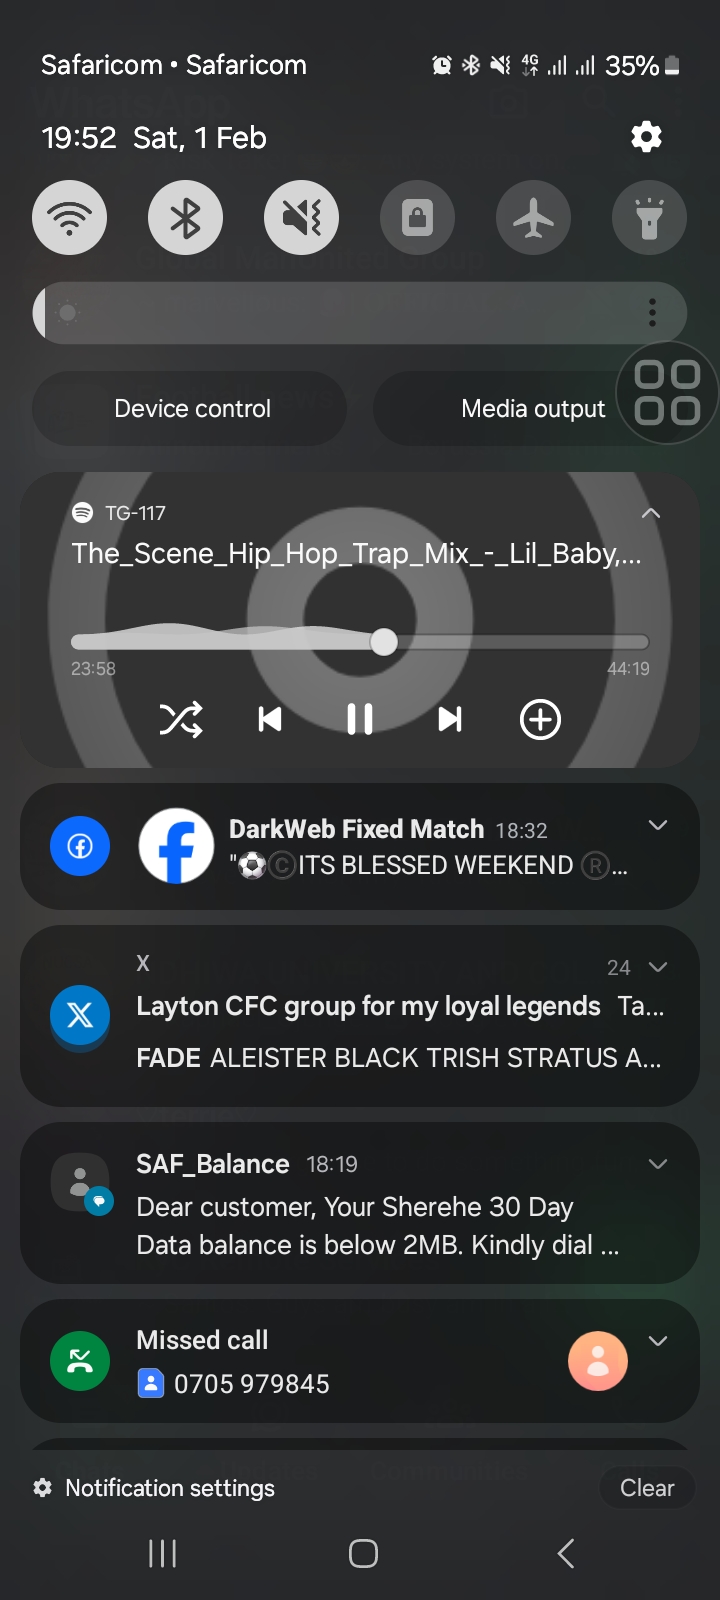 Safaricom • Safaricom 4G 35%
19:52 Sat, 1 Feb
Device control Media output
TG-117
The_Scene_Hip_Hop_Trap_Mix_-_Lil_Baby,...
23:58 44:19
DarkWeb Fixed Match 18:32
"⚽©ITS BLESSED WEEKEND ®...
X 24
Layton CFC group for my loyal legends Ta...
FADE ALEISTER BLACK TRISH STRATUS A...
SAF_Balance 18:19
Dear customer, Your Sherehe 30 Day
Data balance is below 2MB. Kindly dial ...
Missed call
0705 979845
Notification settings Clear